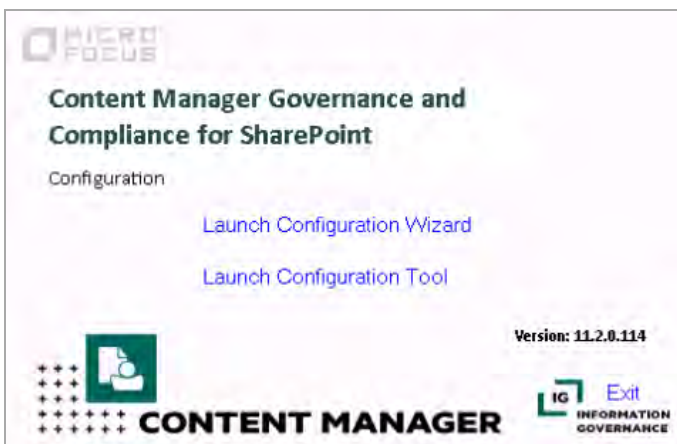 MICRO
FOCUS
Content Manager Governance and
Compliance for SharePoint
Configuration
Launch Configuration Wizard
Launch Configuration Tool
Version: 11.2.0.114
IG
Exit
INFORMATION
GOVERNANCE
CONTENT MANAGER